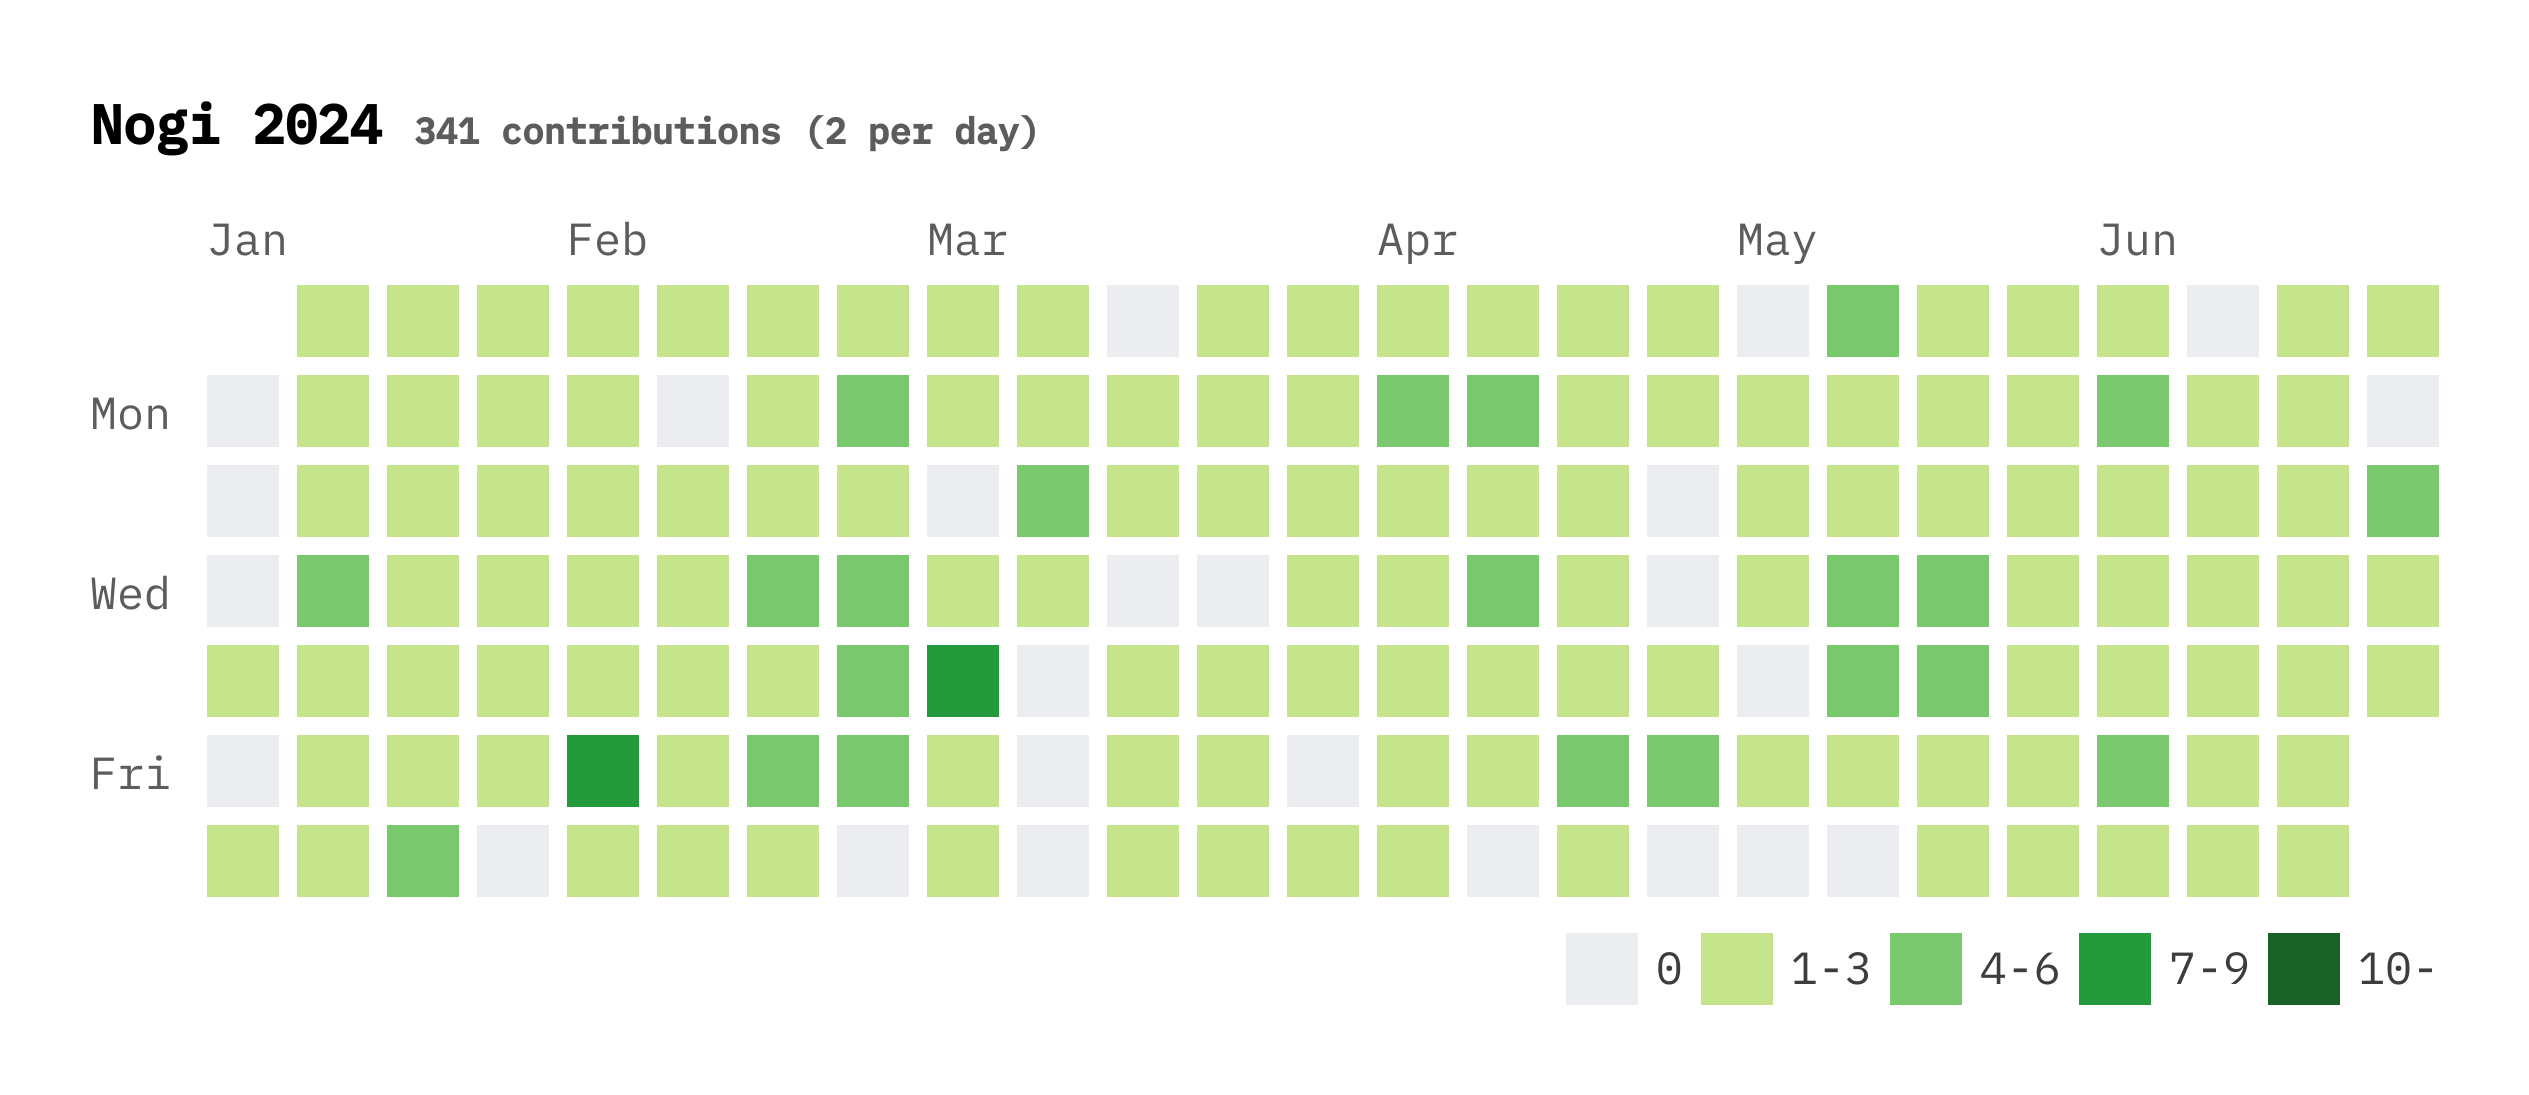 Nogi 2024 341 contributions (2 per day)
Jan Feb Mar Apr May Jun
Mon
Wed
Fri
0 1-3 4-6 7-9 10-